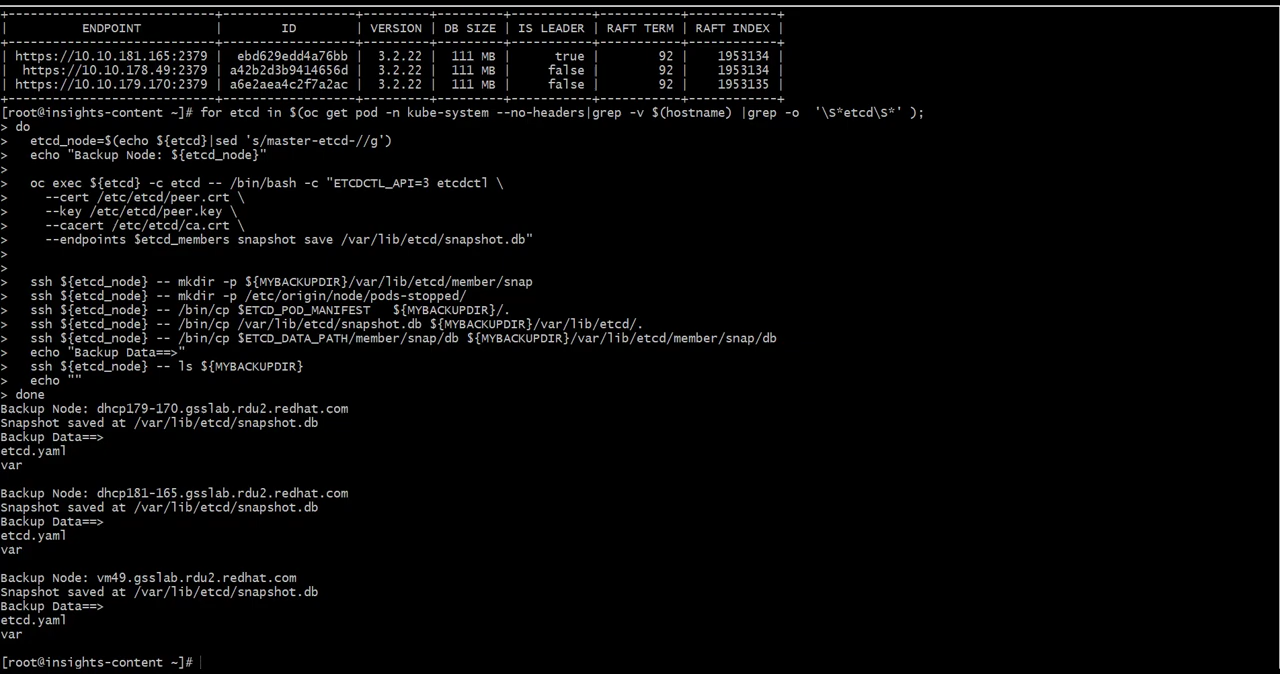 +----------------------------+------------------+---------+---------+-----------+-----------+------------+
| ENDPOINT | ID | VERSION | DB SIZE | IS LEADER | RAFT TERM | RAFT INDEX |
+----------------------------+------------------+---------+---------+-----------+-----------+------------+
| https://10.10.181.165:2379 | ebd629edd4a76bb | 3.2.22 | 111 MB | true | 92 | 1953134 |
| https://10.10.178.49:2379 | a42b2d3b9414656d | 3.2.22 | 111 MB | false | 92 | 1953134 |
| https://10.10.179.170:2379 | a6e2aea4c2f7a2ac | 3.2.22 | 111 MB | false | 92 | 1953135 |
+----------------------------+------------------+---------+---------+-----------+-----------+------------+
[root@insights-content ~]# for etcd in $(oc get pod -n kube-system --no-headers|grep -v $(hostname) |grep -o  '\S*etcd\S*' );
> do
>   etcd_node=$(echo ${etcd}|sed 's/master-etcd-//g')
>   echo "Backup Node: ${etcd_node}"
>
>   oc exec ${etcd} -c etcd -- /bin/bash -c "ETCDCTL_API=3 etcdctl \
>     --cert /etc/etcd/peer.crt \
>     --key /etc/etcd/peer.key \
>     --cacert /etc/etcd/ca.crt \
>     --endpoints $etcd_members snapshot save /var/lib/etcd/snapshot.db"
>
>
>   ssh ${etcd_node} -- mkdir -p ${MYBACKUPDIR}/var/lib/etcd/member/snap
>   ssh ${etcd_node} -- mkdir -p /etc/origin/node/pods-stopped/
>   ssh ${etcd_node} -- /bin/cp $ETCD_POD_MANIFEST   ${MYBACKUPDIR}/.
>   ssh ${etcd_node} -- /bin/cp /var/lib/etcd/snapshot.db ${MYBACKUPDIR}/var/lib/etcd/.
>   ssh ${etcd_node} -- /bin/cp $ETCD_DATA_PATH/member/snap/db ${MYBACKUPDIR}/var/lib/etcd/member/snap/db
>   echo "Backup Data==>"
>   ssh ${etcd_node} -- ls ${MYBACKUPDIR}
>   echo ""
> done
Backup Node: dhcp179-170.gsslab.rdu2.redhat.com
Snapshot saved at /var/lib/etcd/snapshot.db
Backup Data==>
etcd.yaml
var
Backup Node: dhcp181-165.gsslab.rdu2.redhat.com
Snapshot saved at /var/lib/etcd/snapshot.db
Backup Data==>
etcd.yaml
var
Backup Node: vm49.gsslab.rdu2.redhat.com
Snapshot saved at /var/lib/etcd/snapshot.db
Backup Data==>
etcd.yaml
var
[root@insights-content ~]#